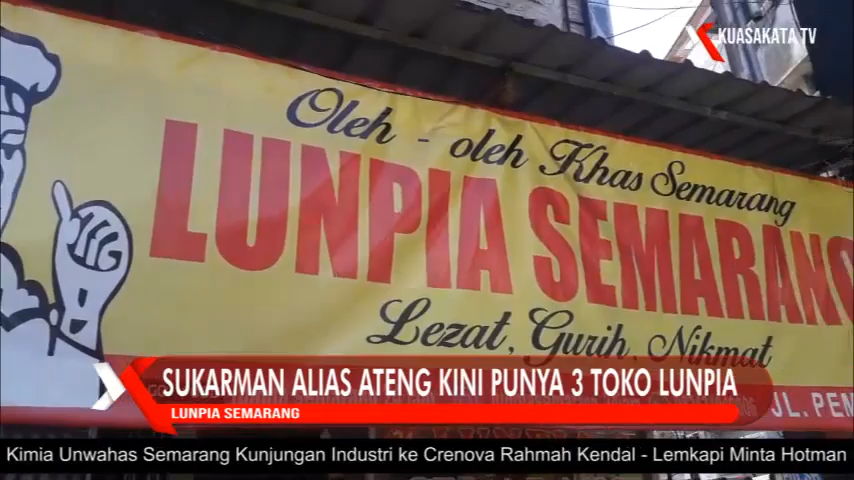 KUASAKATA TV
Oleh - oleh Khas Semarang
LUNPIA SEMARANG
Lezat, Gurih, Nikmat
JL. PEM
SUKARMAN ALIAS ATENG KINI PUNYA 3 TOKO LUNPIA
LUNPIA SEMARANG
Kimia Unwahas Semarang Kunjungan Industri ke Crenova Rahmah Kendal - Lemkapi Minta Hotman